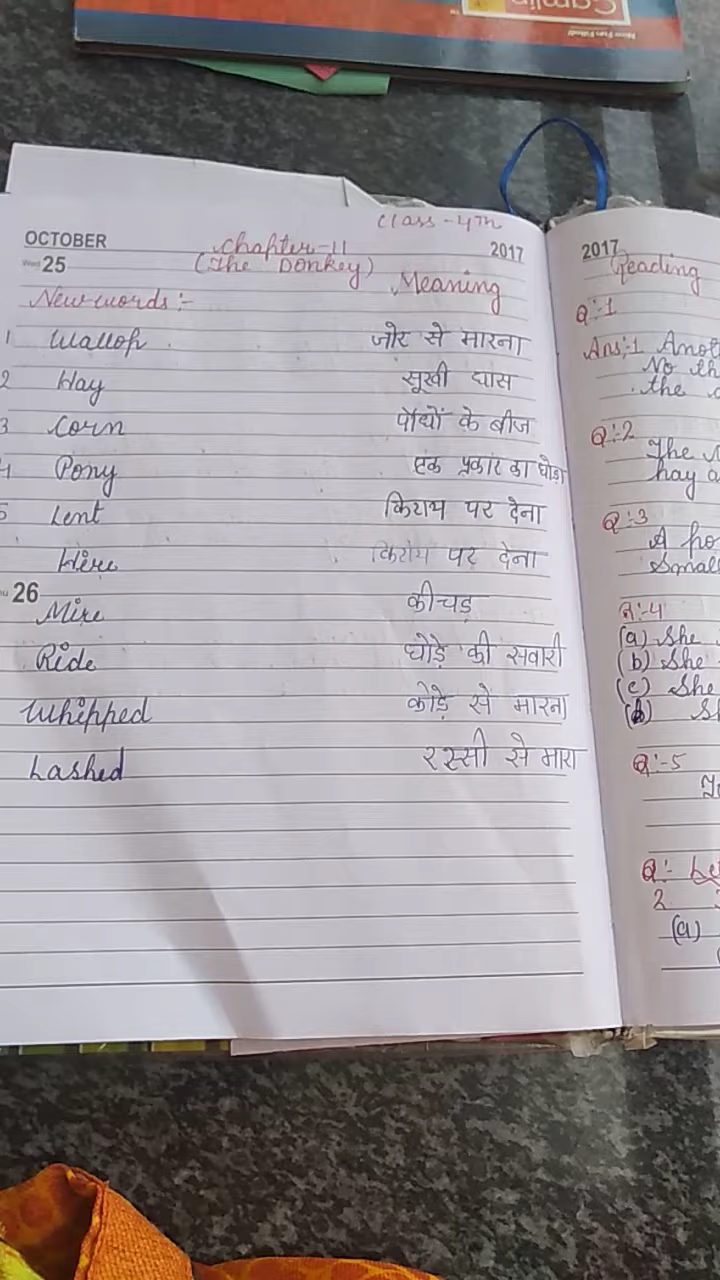 Camlin
Class-4th
OCTOBER
2017
Chapter-11
Wed 25
(The Donkey)
Meaning
New words:-
1 Wallop जोर से मारना
2 Hay सूखी घास
3 Corn पौधों के बीज
4 Pony एक प्रकार का घोड़ा
5 Lent किराय पर देना
Hire किराय पर देना
26
Mire कीचड़
Ride घोड़े की सवारी
Whipped कोड़े से मारना
Lashed रस्सी से मारा
2017
Reading
Q:-1
Ans:1
No th
the
Q:-2
The
hay a
Q:-3
A po
Small
Q:-4
(a) She
(b) She
(c) She
Q:-5
Q:-
2
(a)